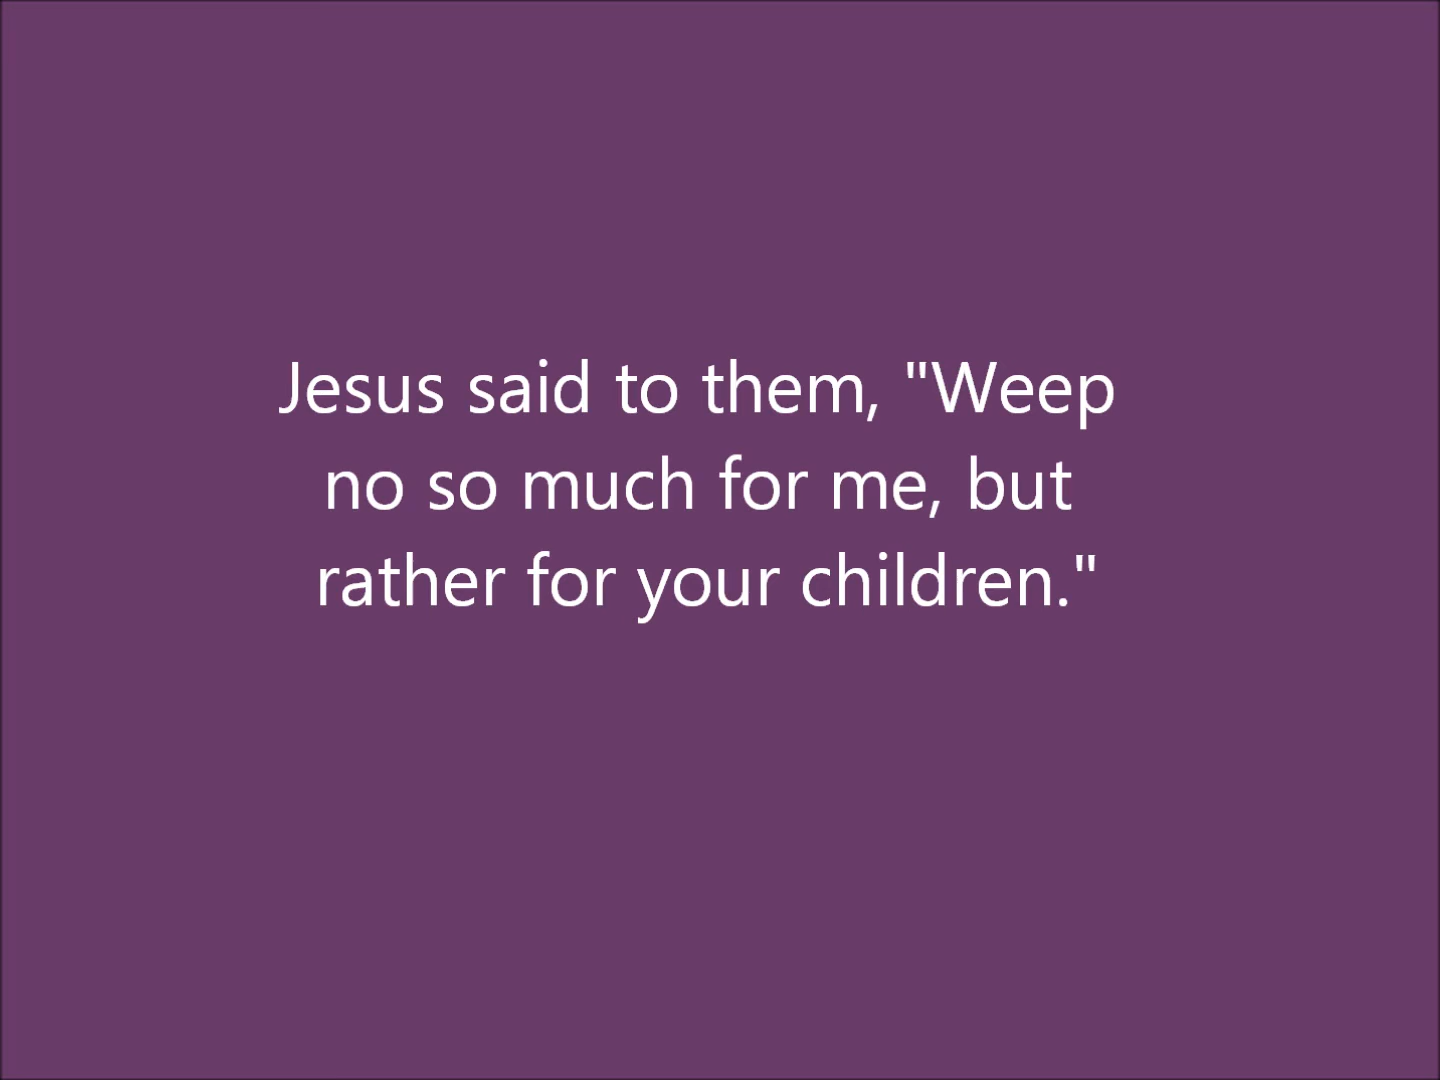 Jesus said to them, "Weep
no so much for me, but
rather for your children."